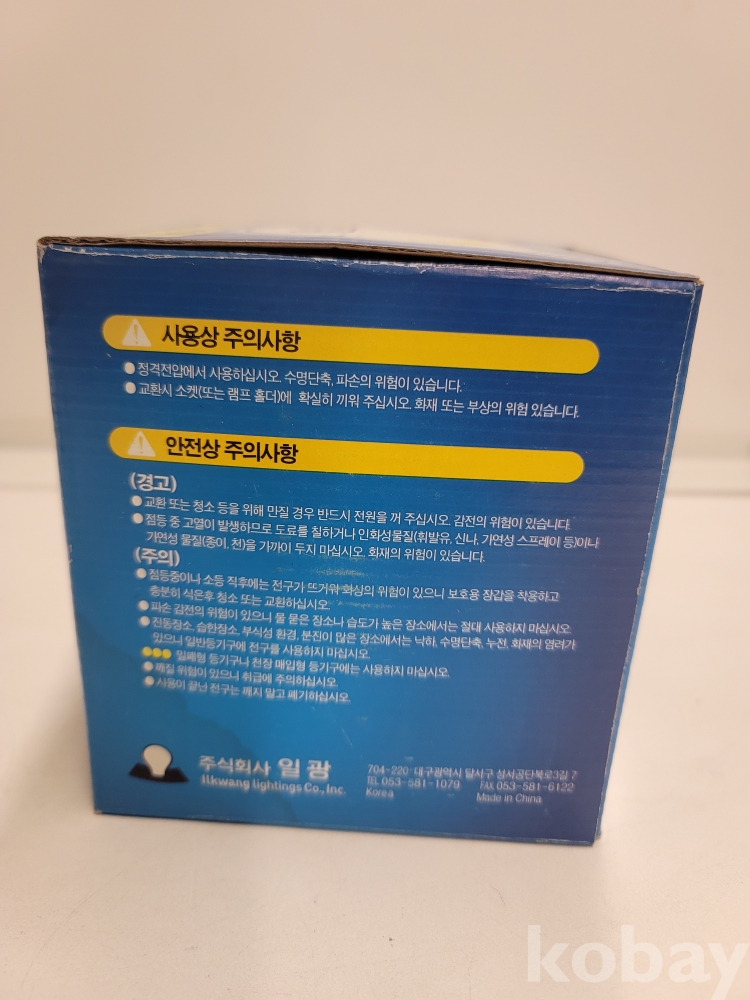 사용상 주의사항
● 정격전압에서 사용하십시오. 수명단축, 파손의 위험이 있습니다.
● 교환시 소켓(또는 램프 홀더)에 확실히 끼워 주십시오. 화재 또는 부상의 위험 있습니다.
안전상 주의사항
(경고)
● 교환 또는 청소 등을 위해 만질 경우 반드시 전원을 꺼 주십시오. 감전의 위험이 있습니다.
● 점등 중 고열이 발생하므로 도료를 칠하거나 인화성물질(휘발유, 신나, 가연성 스프레이 등)이나
가연성 물질(종이, 천)을 가까이 두지 마십시오. 화재의 위험이 있습니다.
(주의)
● 점등중이나 소등 직후에는 전구가 뜨거워 화상의 위험이 있으니 보호용 장갑을 착용하고
충분히 식은후 청소 또는 교환하십시오.
● 파손 감전의 위험이 있으니 물 묻은 장소나 습도가 높은 장소에서는 절대 사용하지 마십시오.
● 진동장소, 습한장소, 부식성 환경, 분진이 많은 장소에서는 낙하, 수명단축, 누전, 화재의 염려가
있으니 일반등기구에 전구를 사용하지 마십시오.
●●● 밀폐형 등기구나 천장 매입형 등기구에는 사용하지 마십시오.
● 깨질 위험이 있으니 취급에 주의하십시오.
● 사용이 끝난 전구는 깨지 말고 폐기하십시오.
주식회사 일광
Ilkwang lightings Co., Inc.
704-220 대구광역시 달서구 성서공단북로3길 7
TEL 053-581-1079 FAX 053-581-6122
Korea Made in China
kobay